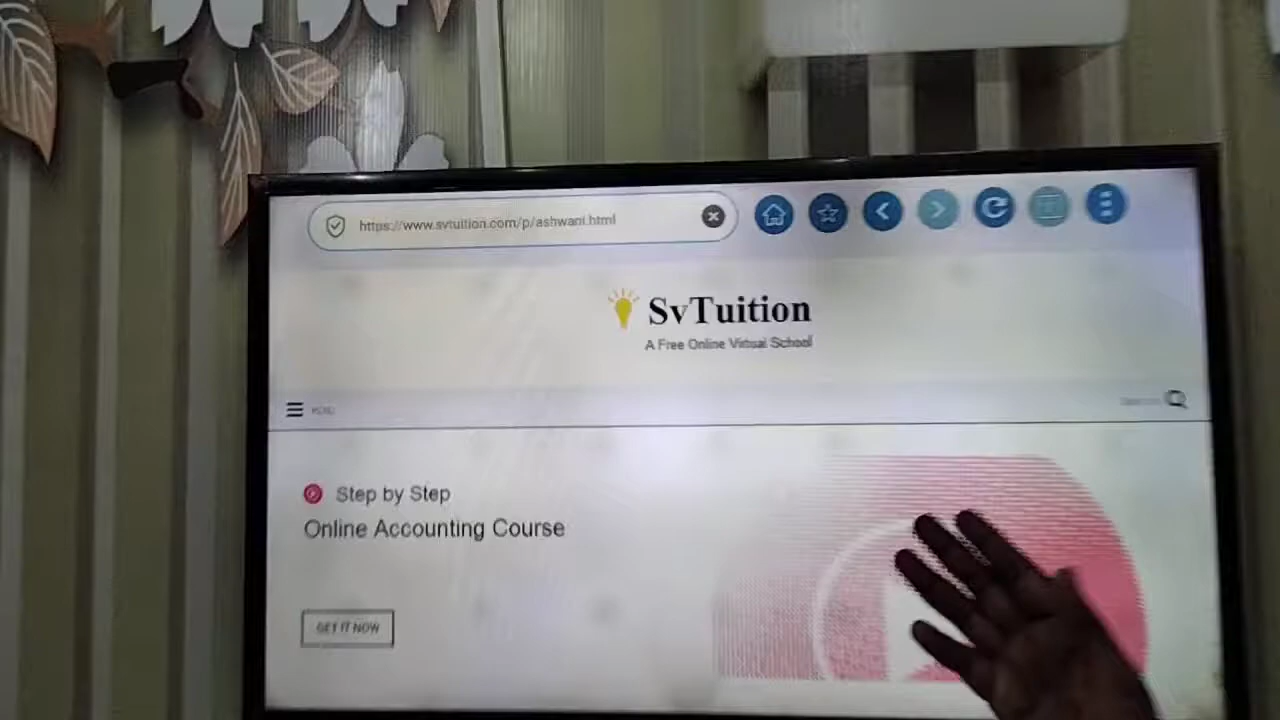 https://www.svtuition.com/p/ashwani.html
SvTuition
A Free Online Virtual School
MENU
Step by Step
Online Accounting Course
GET IT NOW